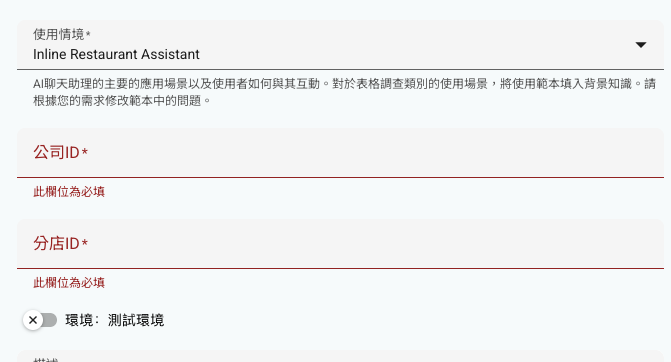 使用情境*
Inline Restaurant Assistant
AI聊天助理的主要的應用場景以及使用者如何與其互動。對於表格調查類別的使用場景，將使用範本填入背景知識。請
根據您的需求修改範本中的問題。
公司ID*
此欄位為必填
分店ID*
此欄位為必填
環境：測試環境